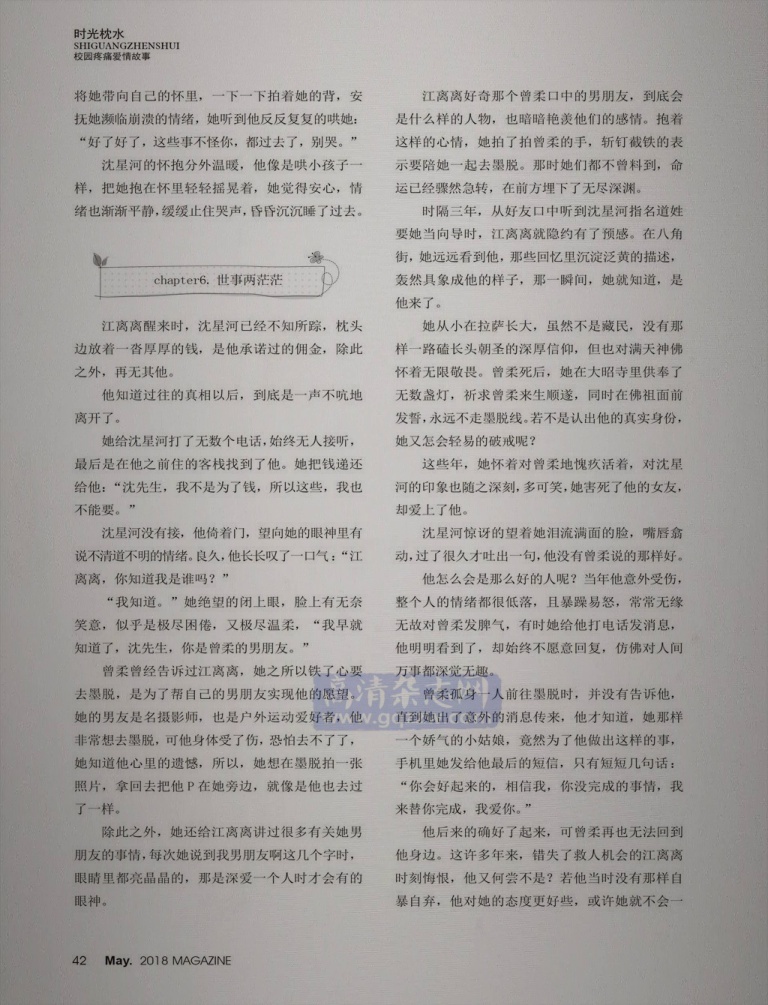 时光枕水
SHIGUANGZHENSHUI
校园疼痛爱情故事
将她带向自己的怀里，一下一下拍着她的背，安
抚她濒临崩溃的情绪，她听到他反反复复的哄她：
“好了好了，这些事不怪你，都过去了，别哭。”
沈星河的怀抱分外温暖，他像是哄小孩子一
样，把她抱在怀里轻轻摇晃着，她觉得安心，情
绪也渐渐平静，缓缓止住哭声，昏昏沉沉睡了过去。
chapter6. 世事两茫茫
江离离醒来时，沈星河已经不知所踪，枕头
边放着一沓厚厚的钱，是他承诺过的佣金，除此
之外，再无其他。
他知道过往的真相以后，到底是一声不吭地
离开了。
她给沈星河打了无数个电话，始终无人接听，
最后是在他之前住的客栈找到了他。她把钱递还
给他：“沈先生，我不是为了钱，所以这些，我也
不能要。”
沈星河没有接，他倚着门，望向她的眼神里有
说不清道不明的情绪。良久，他长长叹了一口气：“江
离离，你知道我是谁吗？”
“我知道。”她绝望的闭上眼，脸上有无奈
笑意，似乎是极尽困倦，又极尽温柔，“我早就
知道了，沈先生，你是曾柔的男朋友。”
曾柔曾经告诉过江离离，她之所以铁了心要
去墨脱，是为了帮自己的男朋友实现他的愿望。
她的男友是名摄影师，也是户外运动爱好者，他
非常想去墨脱，可他身体受了伤，恐怕去不了了，
她知道他心里的遗憾，所以，她想在墨脱拍一张
照片，拿回去把他 P 在她旁边，就像是他也去过
了一样。
除此之外，她还给江离离讲过很多有关她男
朋友的事情，每次她说到我男朋友啊这几个字时，
眼睛里都亮晶晶的，那是深爱一个人时才会有的
眼神。
江离离好奇那个曾柔口中的男朋友，到底会
是什么样的人物，也暗暗艳羡他们的感情。抱着
这样的心情，她拍了拍曾柔的手，斩钉截铁的表
示要陪她一起去墨脱。那时她们都不曾料到，命
运已经骤然急转，在前方埋下了无尽深渊。
时隔三年，从好友口中听到沈星河指名道姓
要她当向导时，江离离就隐约有了预感。在八角
街，她远远看到他，那些回忆里沉淀泛黄的描述，
轰然具象成他的样子，那一瞬间，她就知道，是
他来了。
她从小在拉萨长大，虽然不是藏民，没有那
样一路磕长头朝圣的深厚信仰，但也对满天神佛
怀着无限敬畏。曾柔死后，她在大昭寺里供奉了
无数盏灯，祈求曾柔来生顺遂，同时在佛祖面前
发誓，永远不走墨脱线。若不是认出他的真实身份，
她又怎会轻易的破戒呢？
这些年，她怀着对曾柔地愧疚活着，对沈星
河的印象也随之深刻，多可笑，她害死了他的女友，
却爱上了他。
沈星河惊讶的望着她泪流满面的脸，嘴唇翕
动，过了很久才吐出一句，他没有曾柔说的那样好。
他怎么会是那么好的人呢？当年他意外受伤，
整个人的情绪都很低落，且暴躁易怒，常常无缘
无故对曾柔发脾气，有时她给他打电话发消息，
他明明看到了，却始终不愿意回复，仿佛对人间
万事都深觉无趣。
曾柔孤身一人前往墨脱时，并没有告诉他，
直到她出了意外的消息传来，他才知道，她那样
一个娇气的小姑娘，竟然为了他做出这样的事，
手机里她发给他最后的短信，只有短短几句话：
“你会好起来的，相信我，你没完成的事情，我
来替你完成，我爱你。”
他后来的确好了起来，可曾柔再也无法回到
他身边。这许多年来，错失了救人机会的江离离
时刻悔恨，他又何尝不是？若他当时没有那样自
暴自弃，他对她的态度更好些，或许她就不会一
高清杂志网
42 May. 2018 MAGAZINE